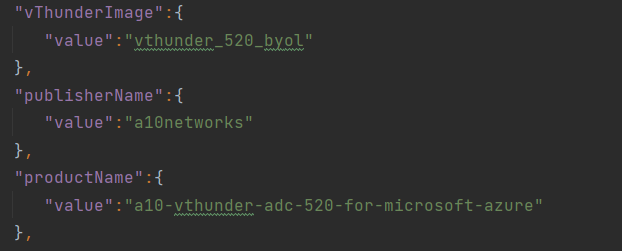 "vThunderImage":{
"value":"vthunder_520_byol"
},
"publisherName":{
"value":"a10networks"
},
"productName":{
"value":"a10-vthunder-adc-520-for-microsoft-azure"
},